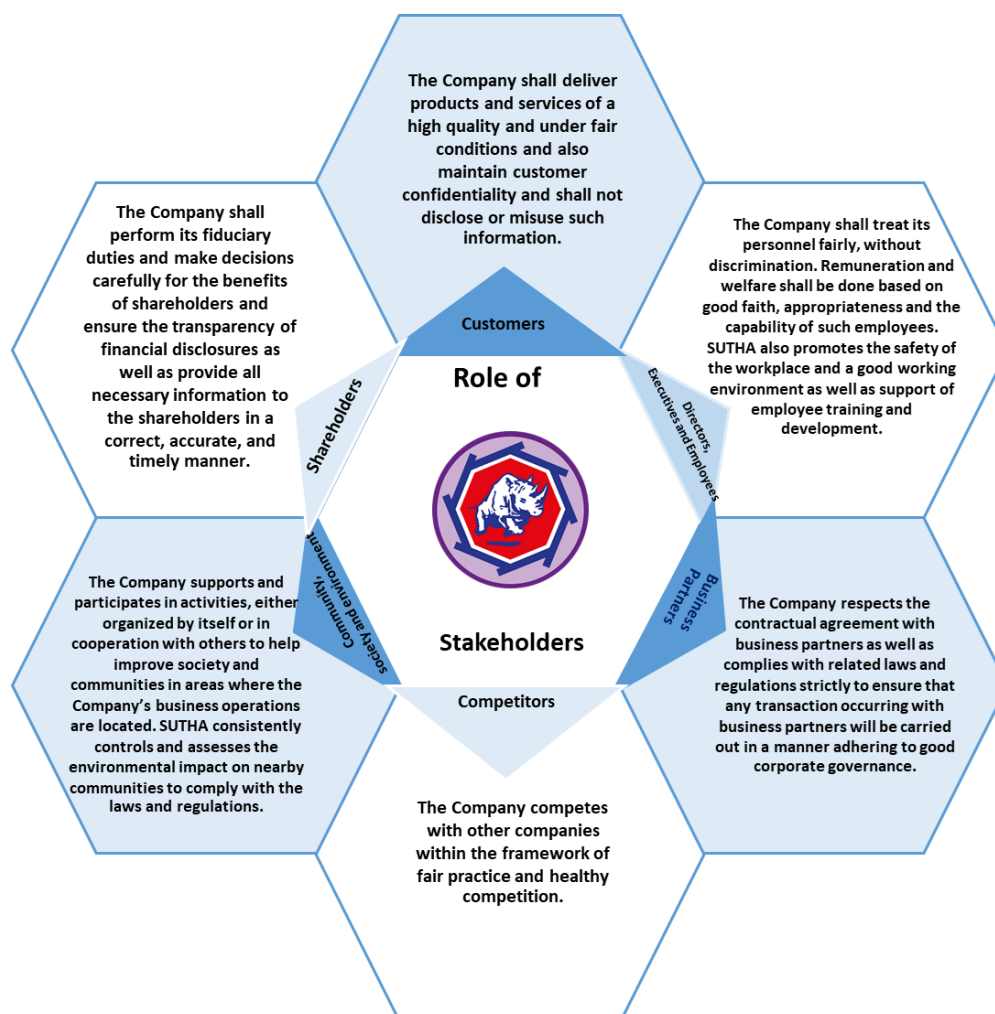 The Company shall deliver
products and services of a
high quality and under fair
conditions and also
maintain customer
confidentiality and shall not
disclose or misuse such
information.
Customers
The Company shall
perform its fiduciary
duties and make decisions
carefully for the benefits
of shareholders and
ensure the transparency of
financial disclosures as
well as provide all
necessary information to
the shareholders in a
correct, accurate, and
timely manner.
Shareholders
The Company shall treat its
personnel fairly, without
discrimination. Remuneration and
welfare shall be done based on
good faith, appropriateness and the
capability of such employees.
SUTHA also promotes the safety of
the workplace and a good working
environment as well as support of
employee training and
development.
Directors,
Executives and Employees
Role of
Stakeholders
The Company supports and
participates in activities, either
organized by itself or in
cooperation with others to help
improve society and
communities in areas where the
Company’s business operations
are located. SUTHA consistently
controls and assesses the
environmental impact on nearby
communities to comply with the
laws and regulations.
Community,
society and environment
Business
Partners
The Company respects the
contractual agreement with
business partners as well as
complies with related laws and
regulations strictly to ensure that
any transaction occurring with
business partners will be carried
out in a manner adhering to good
corporate governance.
Competitors
The Company competes
with other companies
within the framework of
fair practice and healthy
competition.